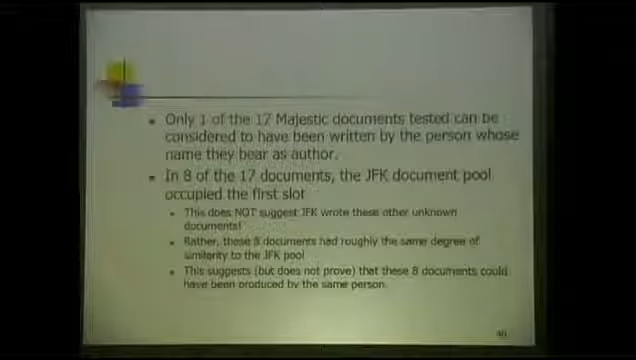 Only 1 of the 17 Majestic documents tested can be
considered to have been written by the person whose
name they bear as author.
In 8 of the 17 documents, the JFK document pool
occupied the first slot
This does NOT suggest JFK wrote these other unknown
documents!
Rather, these 8 documents had roughly the same degree of
similarity to the JFK pool
This suggests (but does not prove) that these 8 documents could
have been produced by the same person.